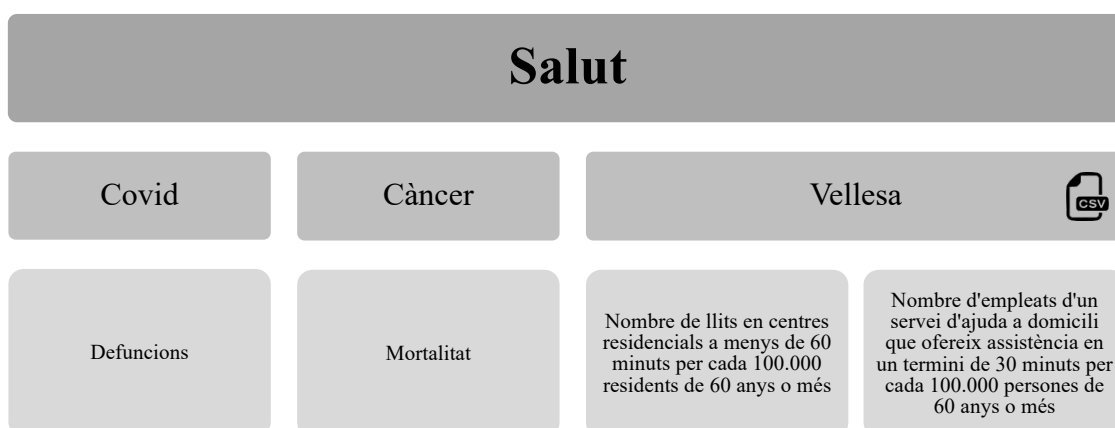 Salut
Covid
Càncer
Vellesa
CSV
Defuncions
Mortalitat
Nombre de llits en centres
residencials a menys de 60
minuts per cada 100.000
residents de 60 anys o més
Nombre d'empleats d'un
servei d'ajuda a domicili
que ofereix assistència en
un termini de 30 minuts per
cada 100.000 persones de
60 anys o més